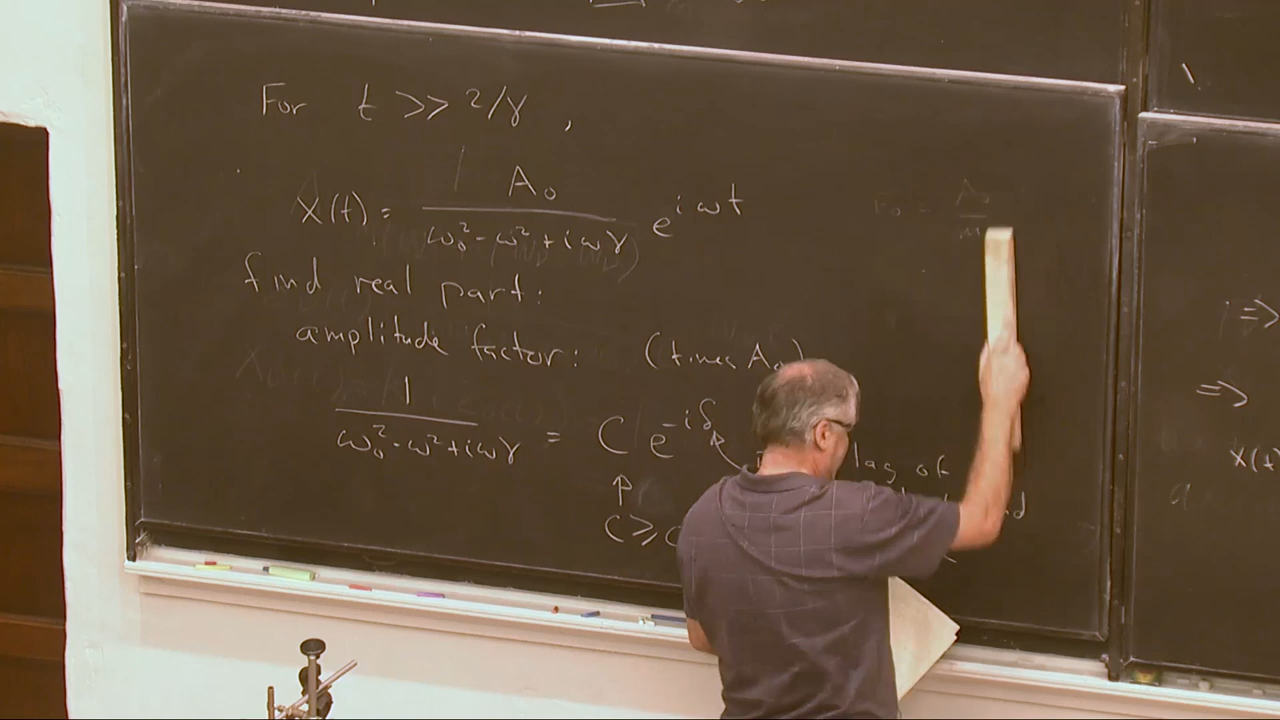 For t >> 2/γ ,
X(t) = A₀ / (ω₀² - ω² + iωγ) e^{iωt}
find real part:
amplitude factor: (times A₀)
1 / (ω₀² - ω² + iωγ) = C e^{-iδ}
lag of
↑
C ≥
=>
=>
X(t)